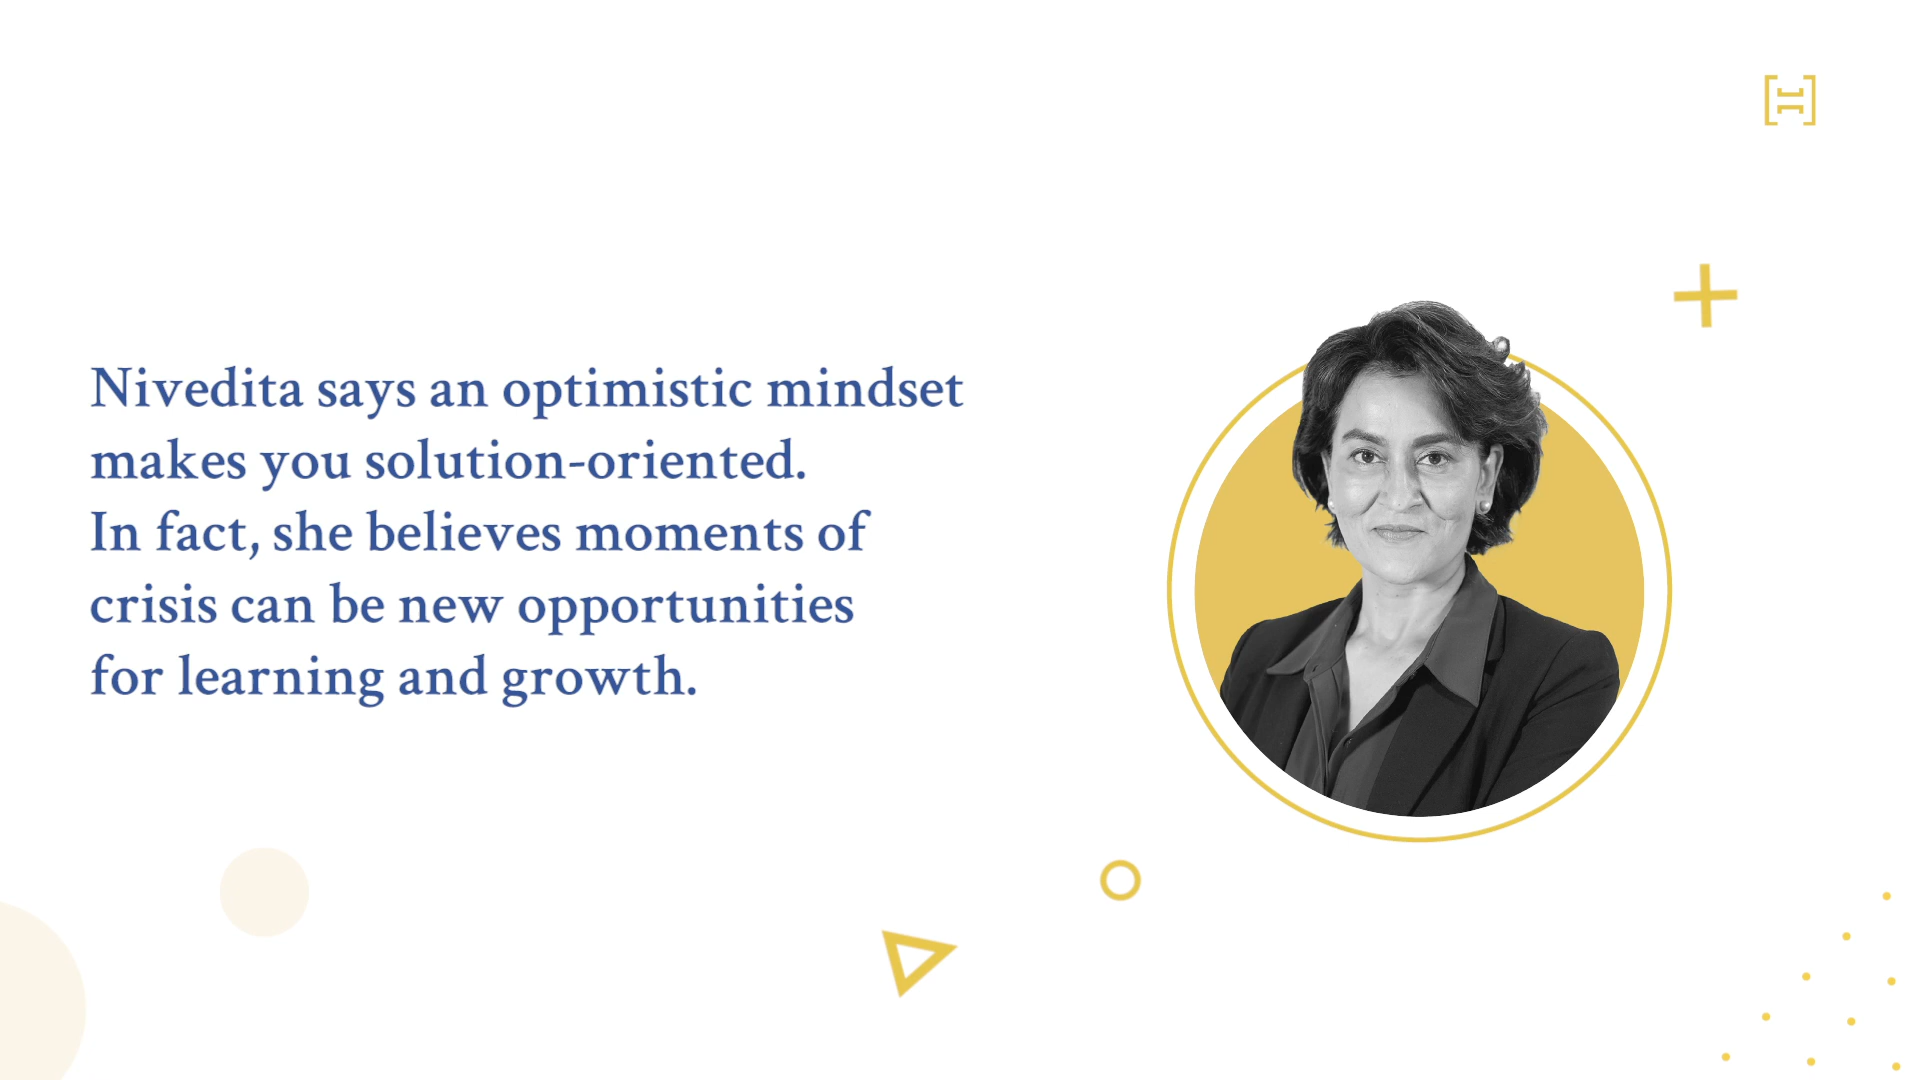 Nivedita says an optimistic mindset
makes you solution-oriented.
In fact, she believes moments of
crisis can be new opportunities
for learning and growth.